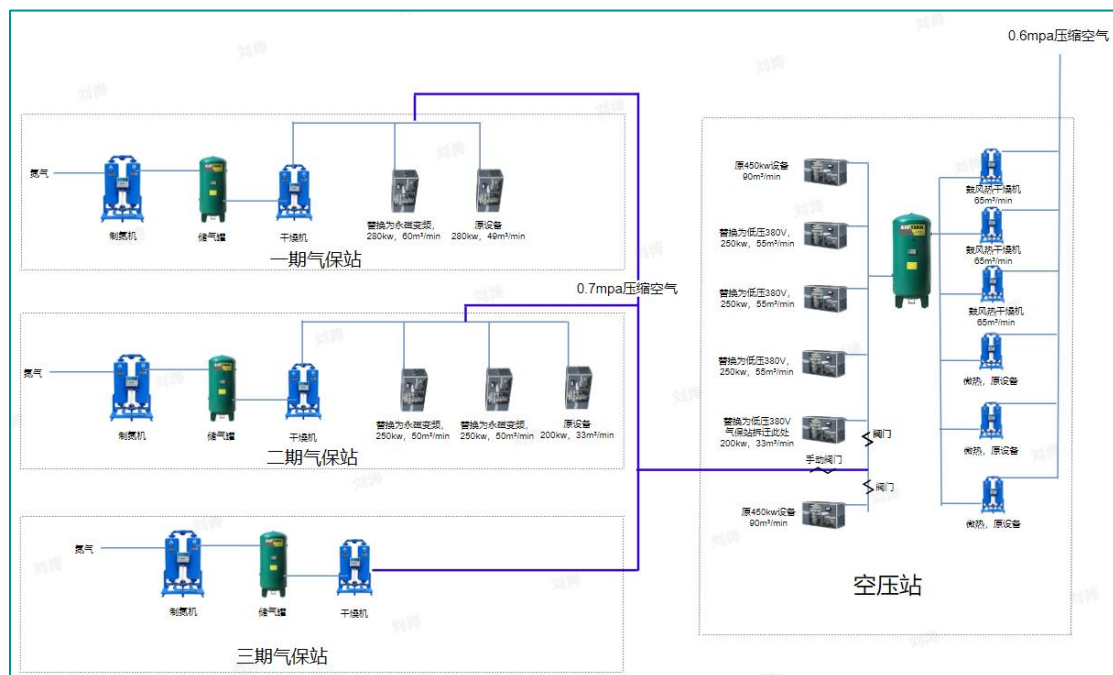 0.6mpa压缩空气
氮气
制氮机
储气罐
干燥机
替换为永磁变频，
280kw，60m³/min
原设备
280kw，49m³/min
一期气保站
0.7mpa压缩空气
氮气
制氮机
储气罐
干燥机
替换为永磁变频，
250kw，50m³/min
替换为永磁变频，
250kw，50m³/min
原设备
200kw，33m³/min
二期气保站
氮气
制氮机
储气罐
干燥机
三期气保站
原450kw设备
90m³/min
替换为低压380V，
250kw，55m³/min
替换为低压380V，
250kw，55m³/min
替换为低压380V，
250kw，55m³/min
替换为低压380V
气保站拆迁此处
200kw，33m³/min
阀门
手动阀门
阀门
原450kw设备
90m³/min
鼓风热干燥机
65m³/min
鼓风热干燥机
65m³/min
鼓风热干燥机
65m³/min
微热，原设备
微热，原设备
微热，原设备
空压站